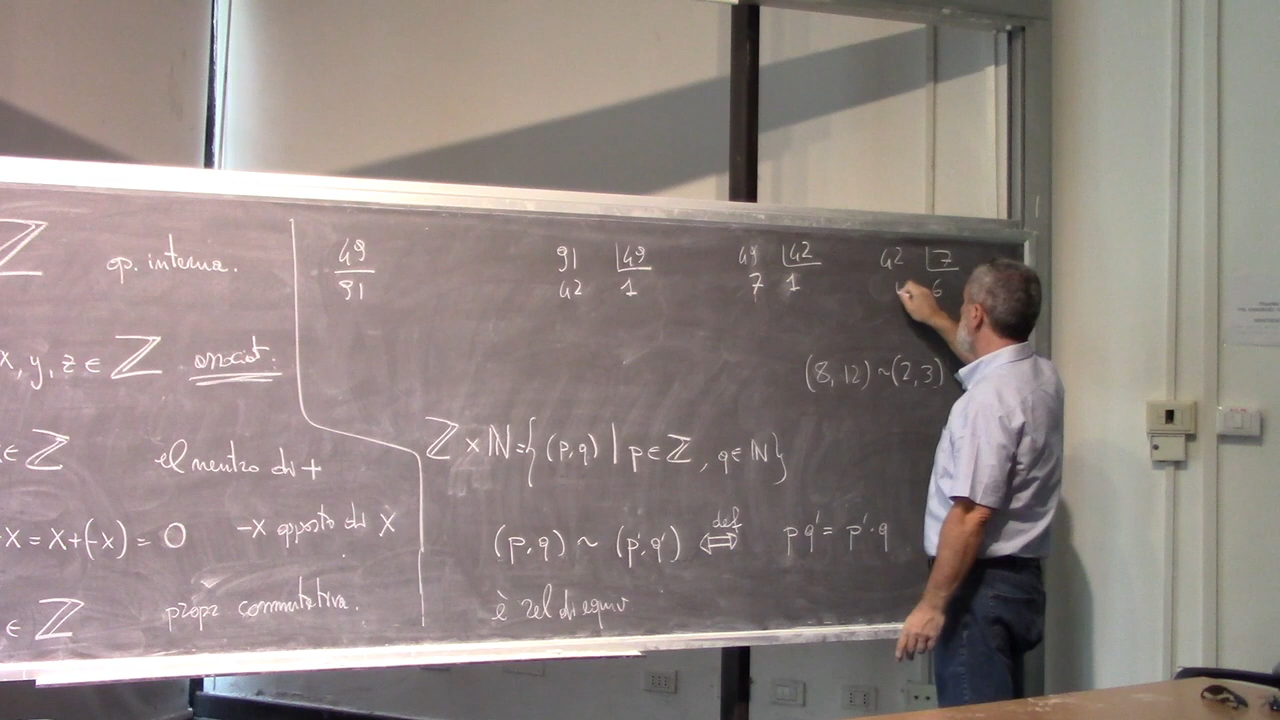 Z op. interna.
x, y, z ∈ Z associat.
∈ Z el neutro di +
-x = x+(-x) = 0 -x opposto di x
∈ Z propr commutativa.
49
91
91 49
42 1
49 42
7 1
42 7
6
(8, 12) ~ (2, 3)
Z × N = { (p, q) | p ∈ Z, q ∈ N }
(p, q) ~ (p', q') ⇔ def p q' = p' · q
è rel di equiv